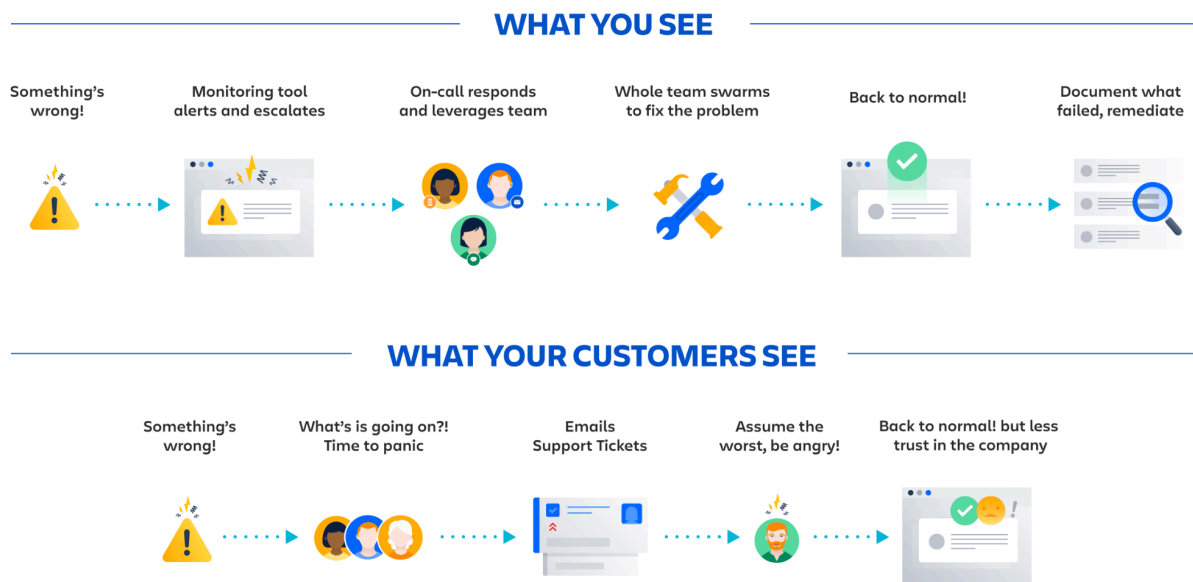 WHAT YOU SEE
Something's
wrong!
Monitoring tool
alerts and escalates
On-call responds
and leverages team
Whole team swarms
to fix the problem
Back to normal!
Document what
failed, remediate
WHAT YOUR CUSTOMERS SEE
Something's
wrong!
What's is going on?!
Time to panic
Emails
Support Tickets
Assume the
worst, be angry!
Back to normal! but less
trust in the company